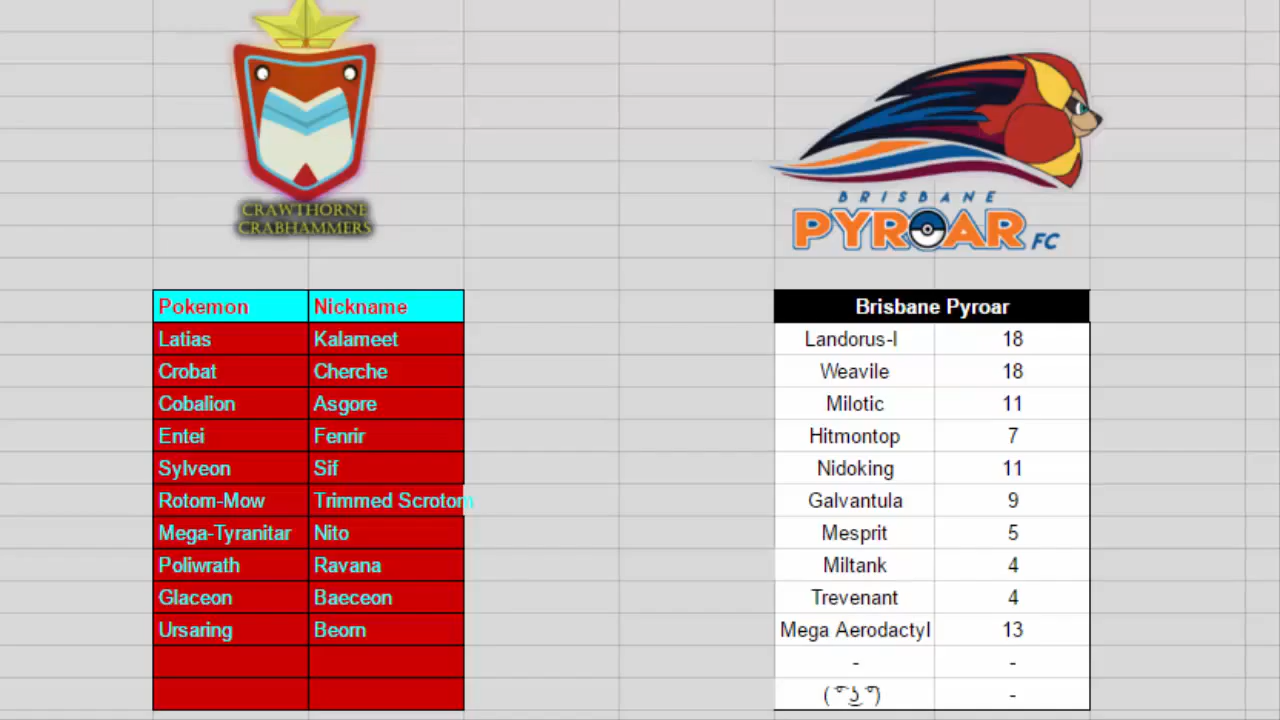 CRAWTHORNE
CRABHAMMERS
BRISBANE
PYROAR FC
Pokemon Nickname
Latias Kalameet
Crobat Cherche
Cobalion Asgore
Entei Fenrir
Sylveon Sif
Rotom-Mow Trimmed Scrotom
Mega-Tyranitar Nito
Poliwrath Ravana
Glaceon Baeceon
Ursaring Beorn
Brisbane Pyroar
Landorus-I 18
Weavile 18
Milotic 11
Hitmontop 7
Nidoking 11
Galvantula 9
Mesprit 5
Miltank 4
Trevenant 4
Mega Aerodactyl 13
- -
( ͡° ͜ʖ ͡°) -